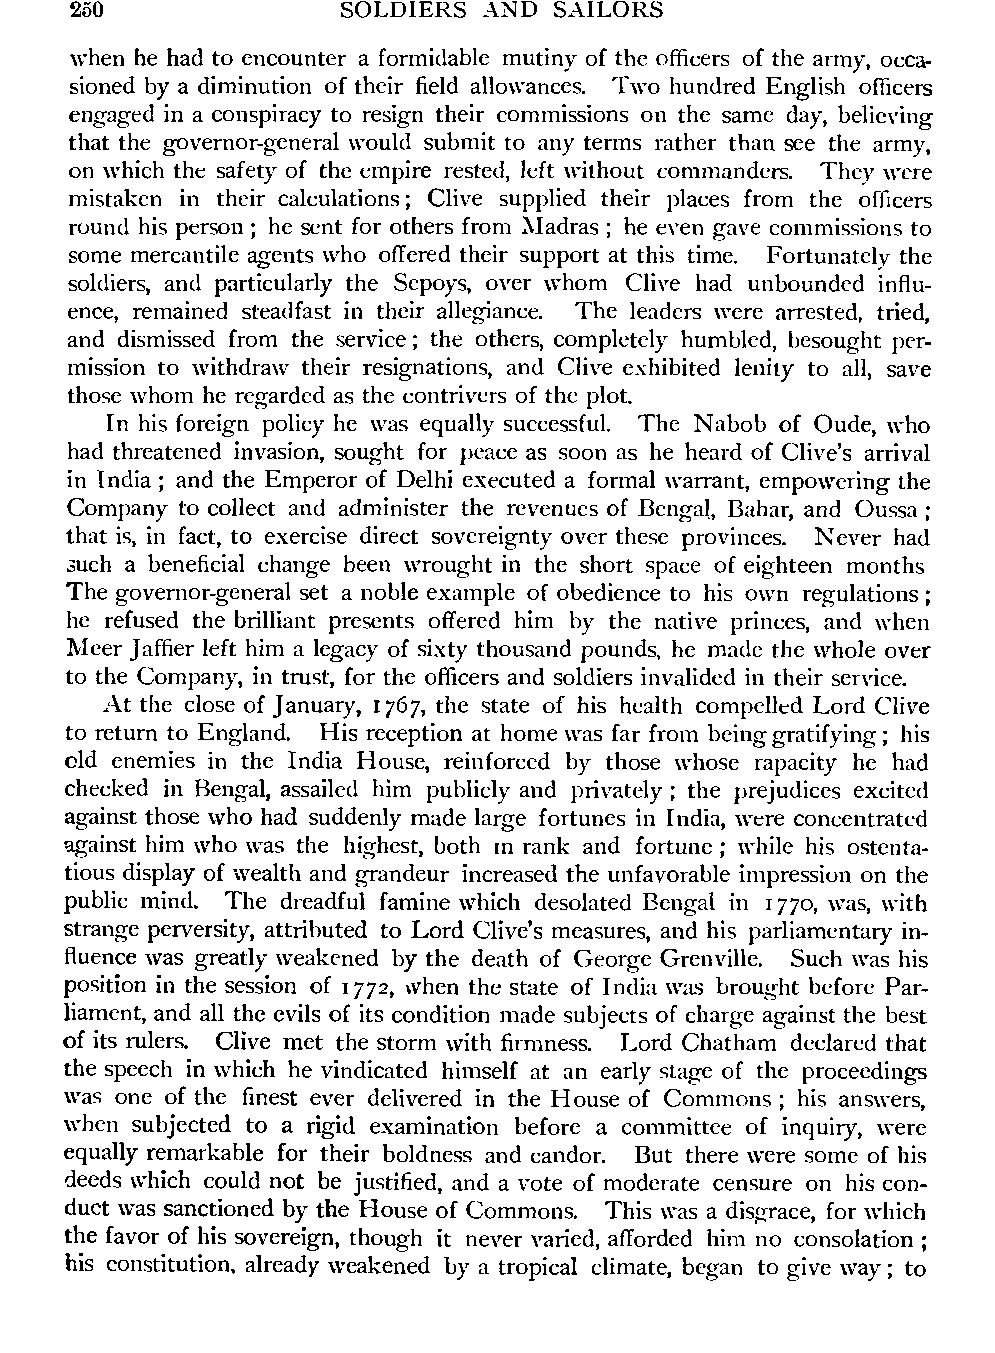 250 SOLDIERS AND SAILORS
when he had to encounter a formidable mutiny of the officers of the army, occa-
sioned by a diminution of their field allowances. Two hundred English officers
engaged in a conspiracy to resign their commissions on the same day, believing
that the governor-general would submit to any terms rather than see the army,
on which the safety of the empire rested, left without commanders. They were
mistaken in their calculations; Clive supplied their places from the officers
round his person; he sent for others from Madras; he even gave commissions to
some mercantile agents who offered their support at this time. Fortunately the
soldiers, and particularly the Sepoys, over whom Clive had unbounded influ-
ence, remained steadfast in their allegiance. The leaders were arrested, tried,
and dismissed from the service; the others, completely humbled, besought per-
mission to withdraw their resignations, and Clive exhibited lenity to all, save
those whom he regarded as the contrivers of the plot.
In his foreign policy he was equally successful. The Nabob of Oude, who
had threatened invasion, sought for peace as soon as he heard of Clive's arrival
in India; and the Emperor of Delhi executed a formal warrant, empowering the
Company to collect and administer the revenues of Bengal, Bahar, and Oussa;
that is, in fact, to exercise direct sovereignty over these provinces. Never had
such a beneficial change been wrought in the short space of eighteen months
The governor-general set a noble example of obedience to his own regulations;
he refused the brilliant presents offered him by the native princes, and when
Meer Jaffier left him a legacy of sixty thousand pounds, he made the whole over
to the Company, in trust, for the officers and soldiers invalided in their service.
At the close of January, 1767, the state of his health compelled Lord Clive
to return to England. His reception at home was far from being gratifying; his
old enemies in the India House, reinforced by those whose rapacity he had
checked in Bengal, assailed him publicly and privately; the prejudices excited
against those who had suddenly made large fortunes in India, were concentrated
against him who was the highest, both in rank and fortune; while his ostenta-
tious display of wealth and grandeur increased the unfavorable impression on the
public mind. The dreadful famine which desolated Bengal in 1770, was, with
strange perversity, attributed to Lord Clive's measures, and his parliamentary in-
fluence was greatly weakened by the death of George Grenville. Such was his
position in the session of 1772, when the state of India was brought before Par-
liament, and all the evils of its condition made subjects of charge against the best
of its rulers. Clive met the storm with firmness. Lord Chatham declared that
the speech in which he vindicated himself at an early stage of the proceedings
was one of the finest ever delivered in the House of Commons; his answers,
when subjected to a rigid examination before a committee of inquiry, were
equally remarkable for their boldness and candor. But there were some of his
deeds which could not be justified, and a vote of moderate censure on his con-
duct was sanctioned by the House of Commons. This was a disgrace, for which
the favor of his sovereign, though it never varied, afforded him no consolation;
his constitution, already weakened by a tropical climate, began to give way; to